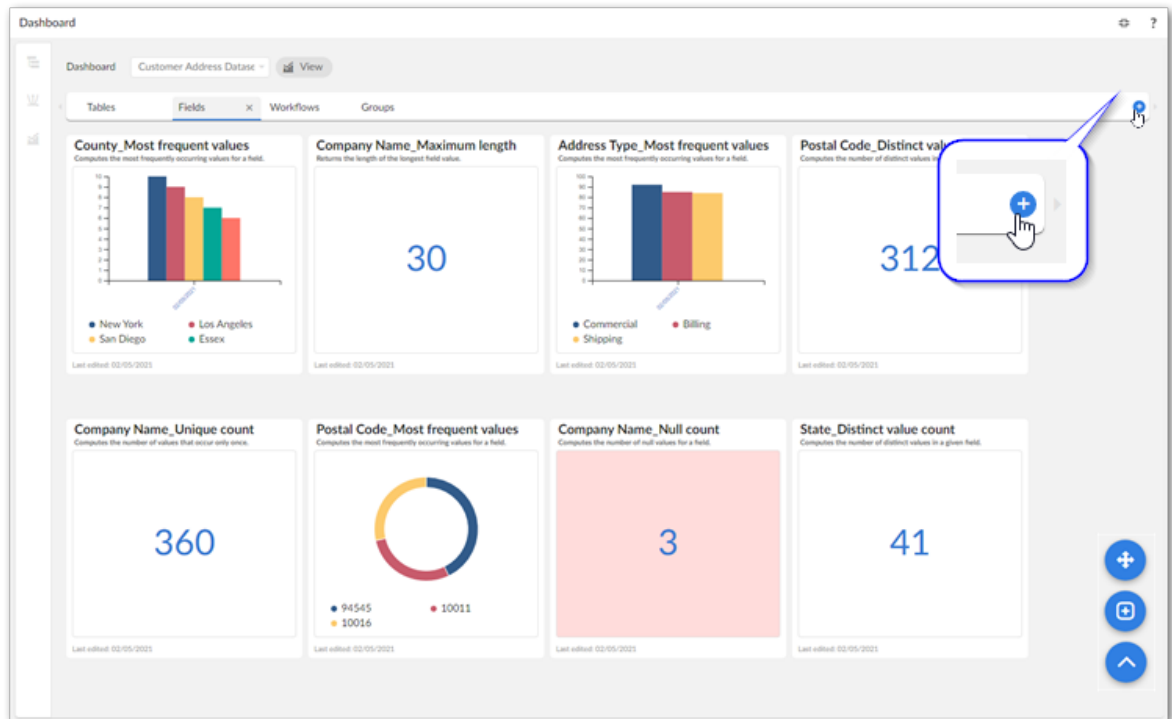 Dashboard
?
Dashboard Customer Address Datase View
Tables Fields × Workflows Groups
County_Most frequent values
Computes the most frequently occurring values for a field.
10
9
8
7
6
5
4
3
2
1
0
02/05/2021
New York Los Angeles
San Diego Essex
Last edited: 02/05/2021
Company Name_Maximum length
Returns the length of the longest field value.
30
Last edited: 02/05/2021
Address Type_Most frequent values
Computes the most frequently occurring values for a field.
100
90
80
70
60
50
40
30
20
10
0
02/05/2021
Commercial Billing
Shipping
Last edited: 02/05/2021
Postal Code_Distinct val
Computes the number of distinct values in
312
Last edited: 02/05/2021
Company Name_Unique count
Computes the number of values that occur only once.
360
Last edited: 02/05/2021
Postal Code_Most frequent values
Computes the most frequently occurring values for a field.
94545 10011
10016
Last edited: 02/05/2021
Company Name_Null count
Computes the number of null values for a field.
3
Last edited: 02/05/2021
State_Distinct value count
Computes the number of distinct values in a given field.
41
Last edited: 02/05/2021